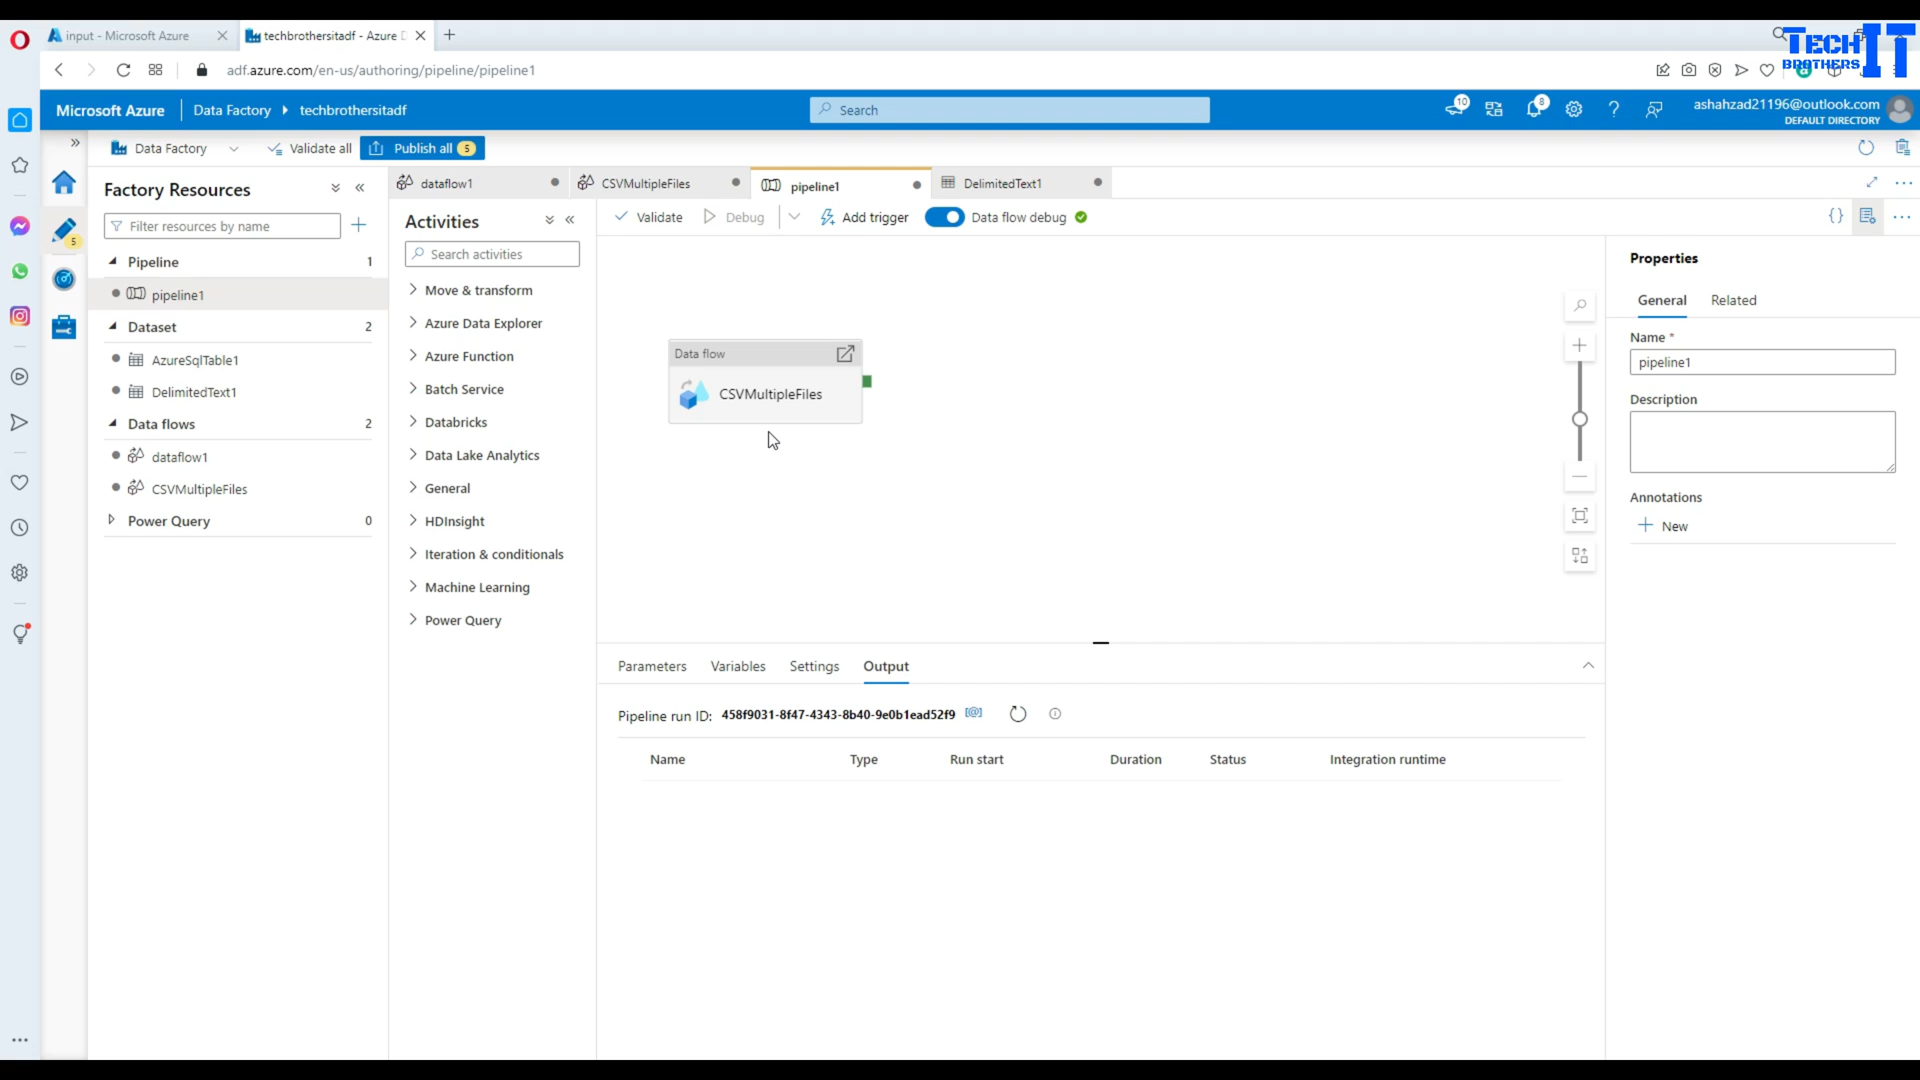 input - Microsoft Azure
techbrothersitadf - Azure D
TECH BROTHERS IT
adf.azure.com/en-us/authoring/pipeline/pipeline1
Microsoft Azure
Data Factory
techbrothersitadf
Search
10
8
ashahzad21196@outlook.com
DEFAULT DIRECTORY
Data Factory
Validate all
Publish all
5
Factory Resources
dataflow1
CSVMultipleFiles
pipeline1
DelimitedText1
Filter resources by name
Activities
Validate
Debug
Add trigger
Data flow debug
5
Search activities
Pipeline
1
pipeline1
Dataset
2
AzureSqlTable1
DelimitedText1
Data flows
2
dataflow1
CSVMultipleFiles
Power Query
0
Move & transform
Azure Data Explorer
Azure Function
Batch Service
Databricks
Data Lake Analytics
General
HDInsight
Iteration & conditionals
Machine Learning
Power Query
Data flow
CSVMultipleFiles
Properties
General
Related
Name *
pipeline1
Description
Annotations
New
Parameters
Variables
Settings
Output
Pipeline run ID: 458f9031-8f47-4343-8b40-9e0b1ead52f9
Name
Type
Run start
Duration
Status
Integration runtime